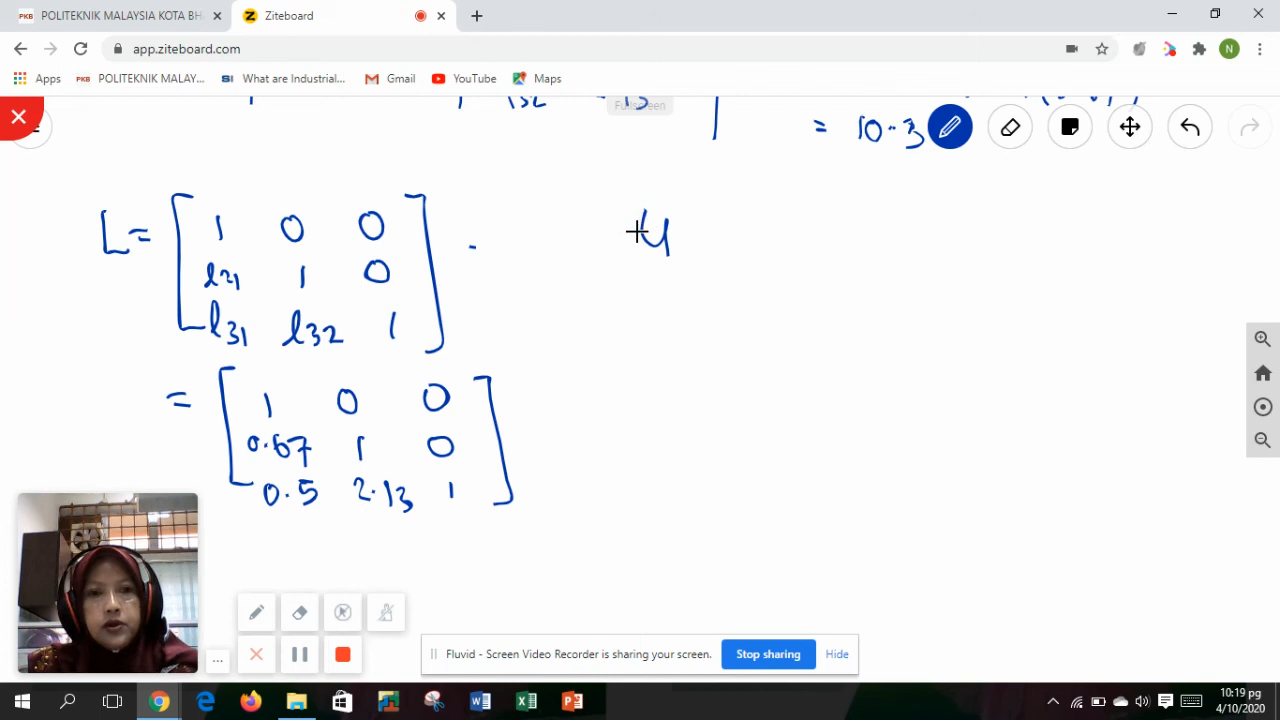 POLITEKNIK MALAYSIA KOTA BH
Ziteboard
app.ziteboard.com
N
Apps
POLITEKNIK MALAY...
What are Industrial...
Gmail
YouTube
Maps
Fullscreen
= 10.3
L = [ 1 0 0
l21 1 0
l31 l32 1 ]
U
= [ 1 0 0
0.67 1 0
0.5 2.13 1 ]
...
Fluvid - Screen Video Recorder is sharing your screen.
Stop sharing
Hide
10:19 pg
4/10/2020